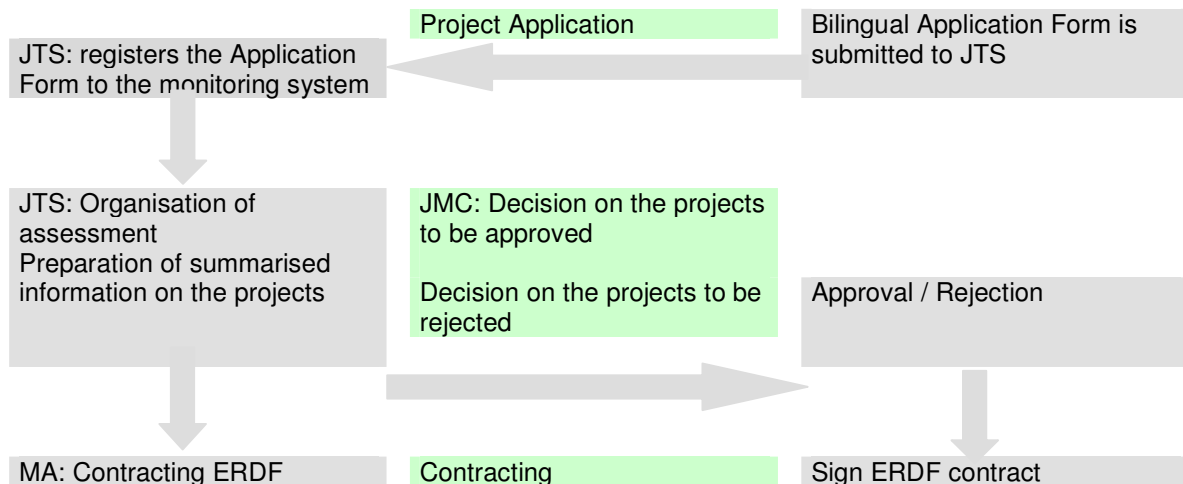 Project Application
Bilingual Application Form is
submitted to JTS
JTS: registers the Application
Form to the monitoring system
JTS: Organisation of
assessment
Preparation of summarised
information on the projects
JMC: Decision on the projects
to be approved
Decision on the projects to be
rejected
Approval / Rejection
MA: Contracting ERDF
Contracting
Sign ERDF contract